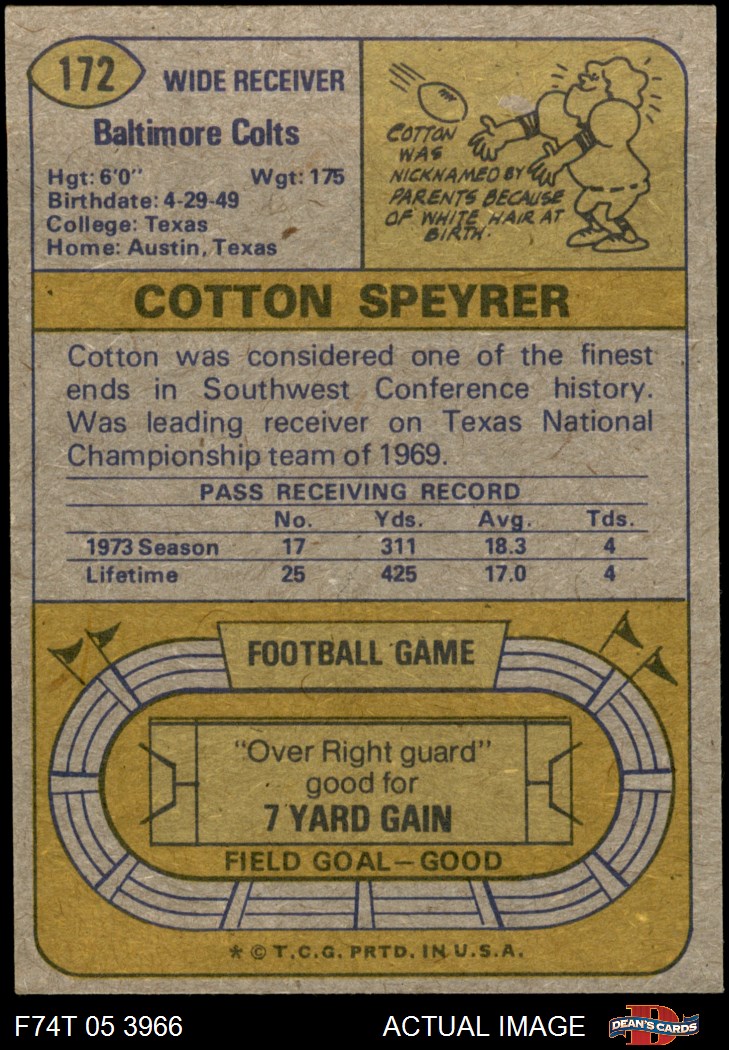 172
WIDE RECEIVER
Baltimore Colts
Hgt: 6'0" Wgt: 175
Birthdate: 4-29-49
College: Texas
Home: Austin, Texas
COTTON
WAS
NICKNAMED BY
PARENTS BECAUSE
OF WHITE HAIR AT
BIRTH.
COTTON SPEYRER
Cotton was considered one of the finest
ends in Southwest Conference history.
Was leading receiver on Texas National
Championship team of 1969.
PASS RECEIVING RECORD
No. Yds. Avg. Tds.
1973 Season 17 311 18.3 4
Lifetime 25 425 17.0 4
FOOTBALL GAME
"Over Right guard"
good for
7 YARD GAIN
FIELD GOAL—GOOD
* © T.C.G. PRTD. IN U.S.A.
F74T 05 3966 ACTUAL IMAGE D DEAN'S CARDS